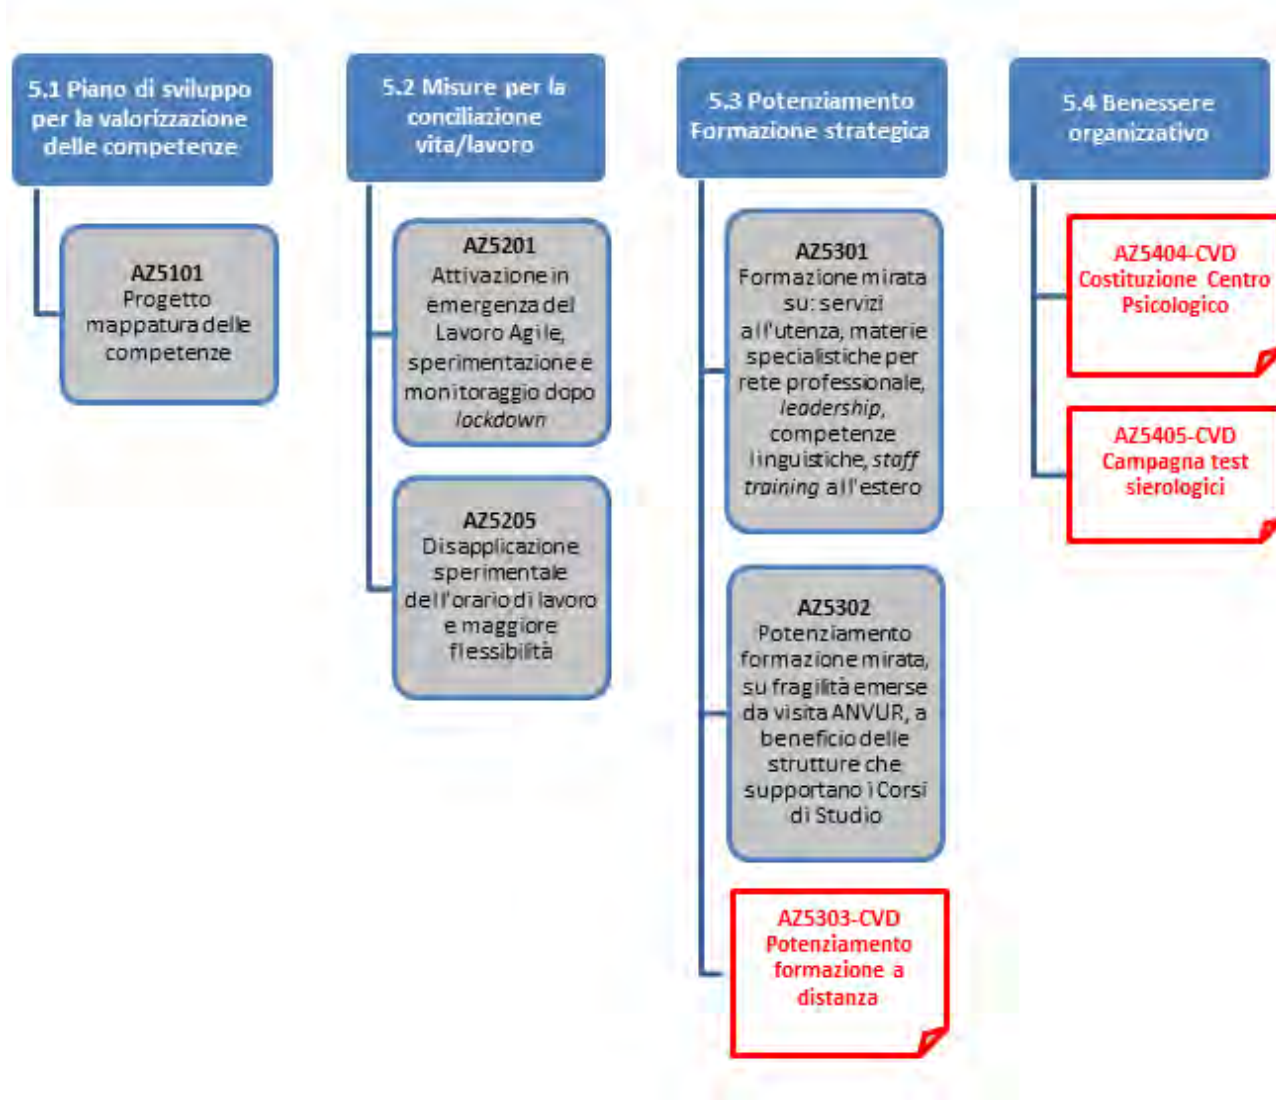 5.1 Piano di sviluppo
per la valorizzazione
delle competenze
AZ5101
Progetto
mappatura delle
competenze
5.2 Misure per la
conciliazione
vita/lavoro
AZ5201
Attivazione in
emergenza del
Lavoro Agile,
sperimentazione e
monitoraggio dopo
lockdown
AZ5205
Disapplicazione
sperimentale
dell'orario di lavoro
e maggiore
flessibilità
5.3 Potenziamento
Formazione strategica
AZ5301
Formazione mirata
su: servizi
all'utenza, materie
specialistiche per
rete professionale,
leadership,
competenze
linguistiche, staff
training all'estero
AZ5302
Potenziamento
formazione mirata,
su fragilità emerse
da visita ANVUR, a
beneficio delle
strutture che
supportano i Corsi
di Studio
AZ5303-CVD
Potenziamento
formazione a
distanza
5.4 Benessere
organizzativo
AZ5404-CVD
Costituzione Centro
Psicologico
AZ5405-CVD
Campagna test
sierologici